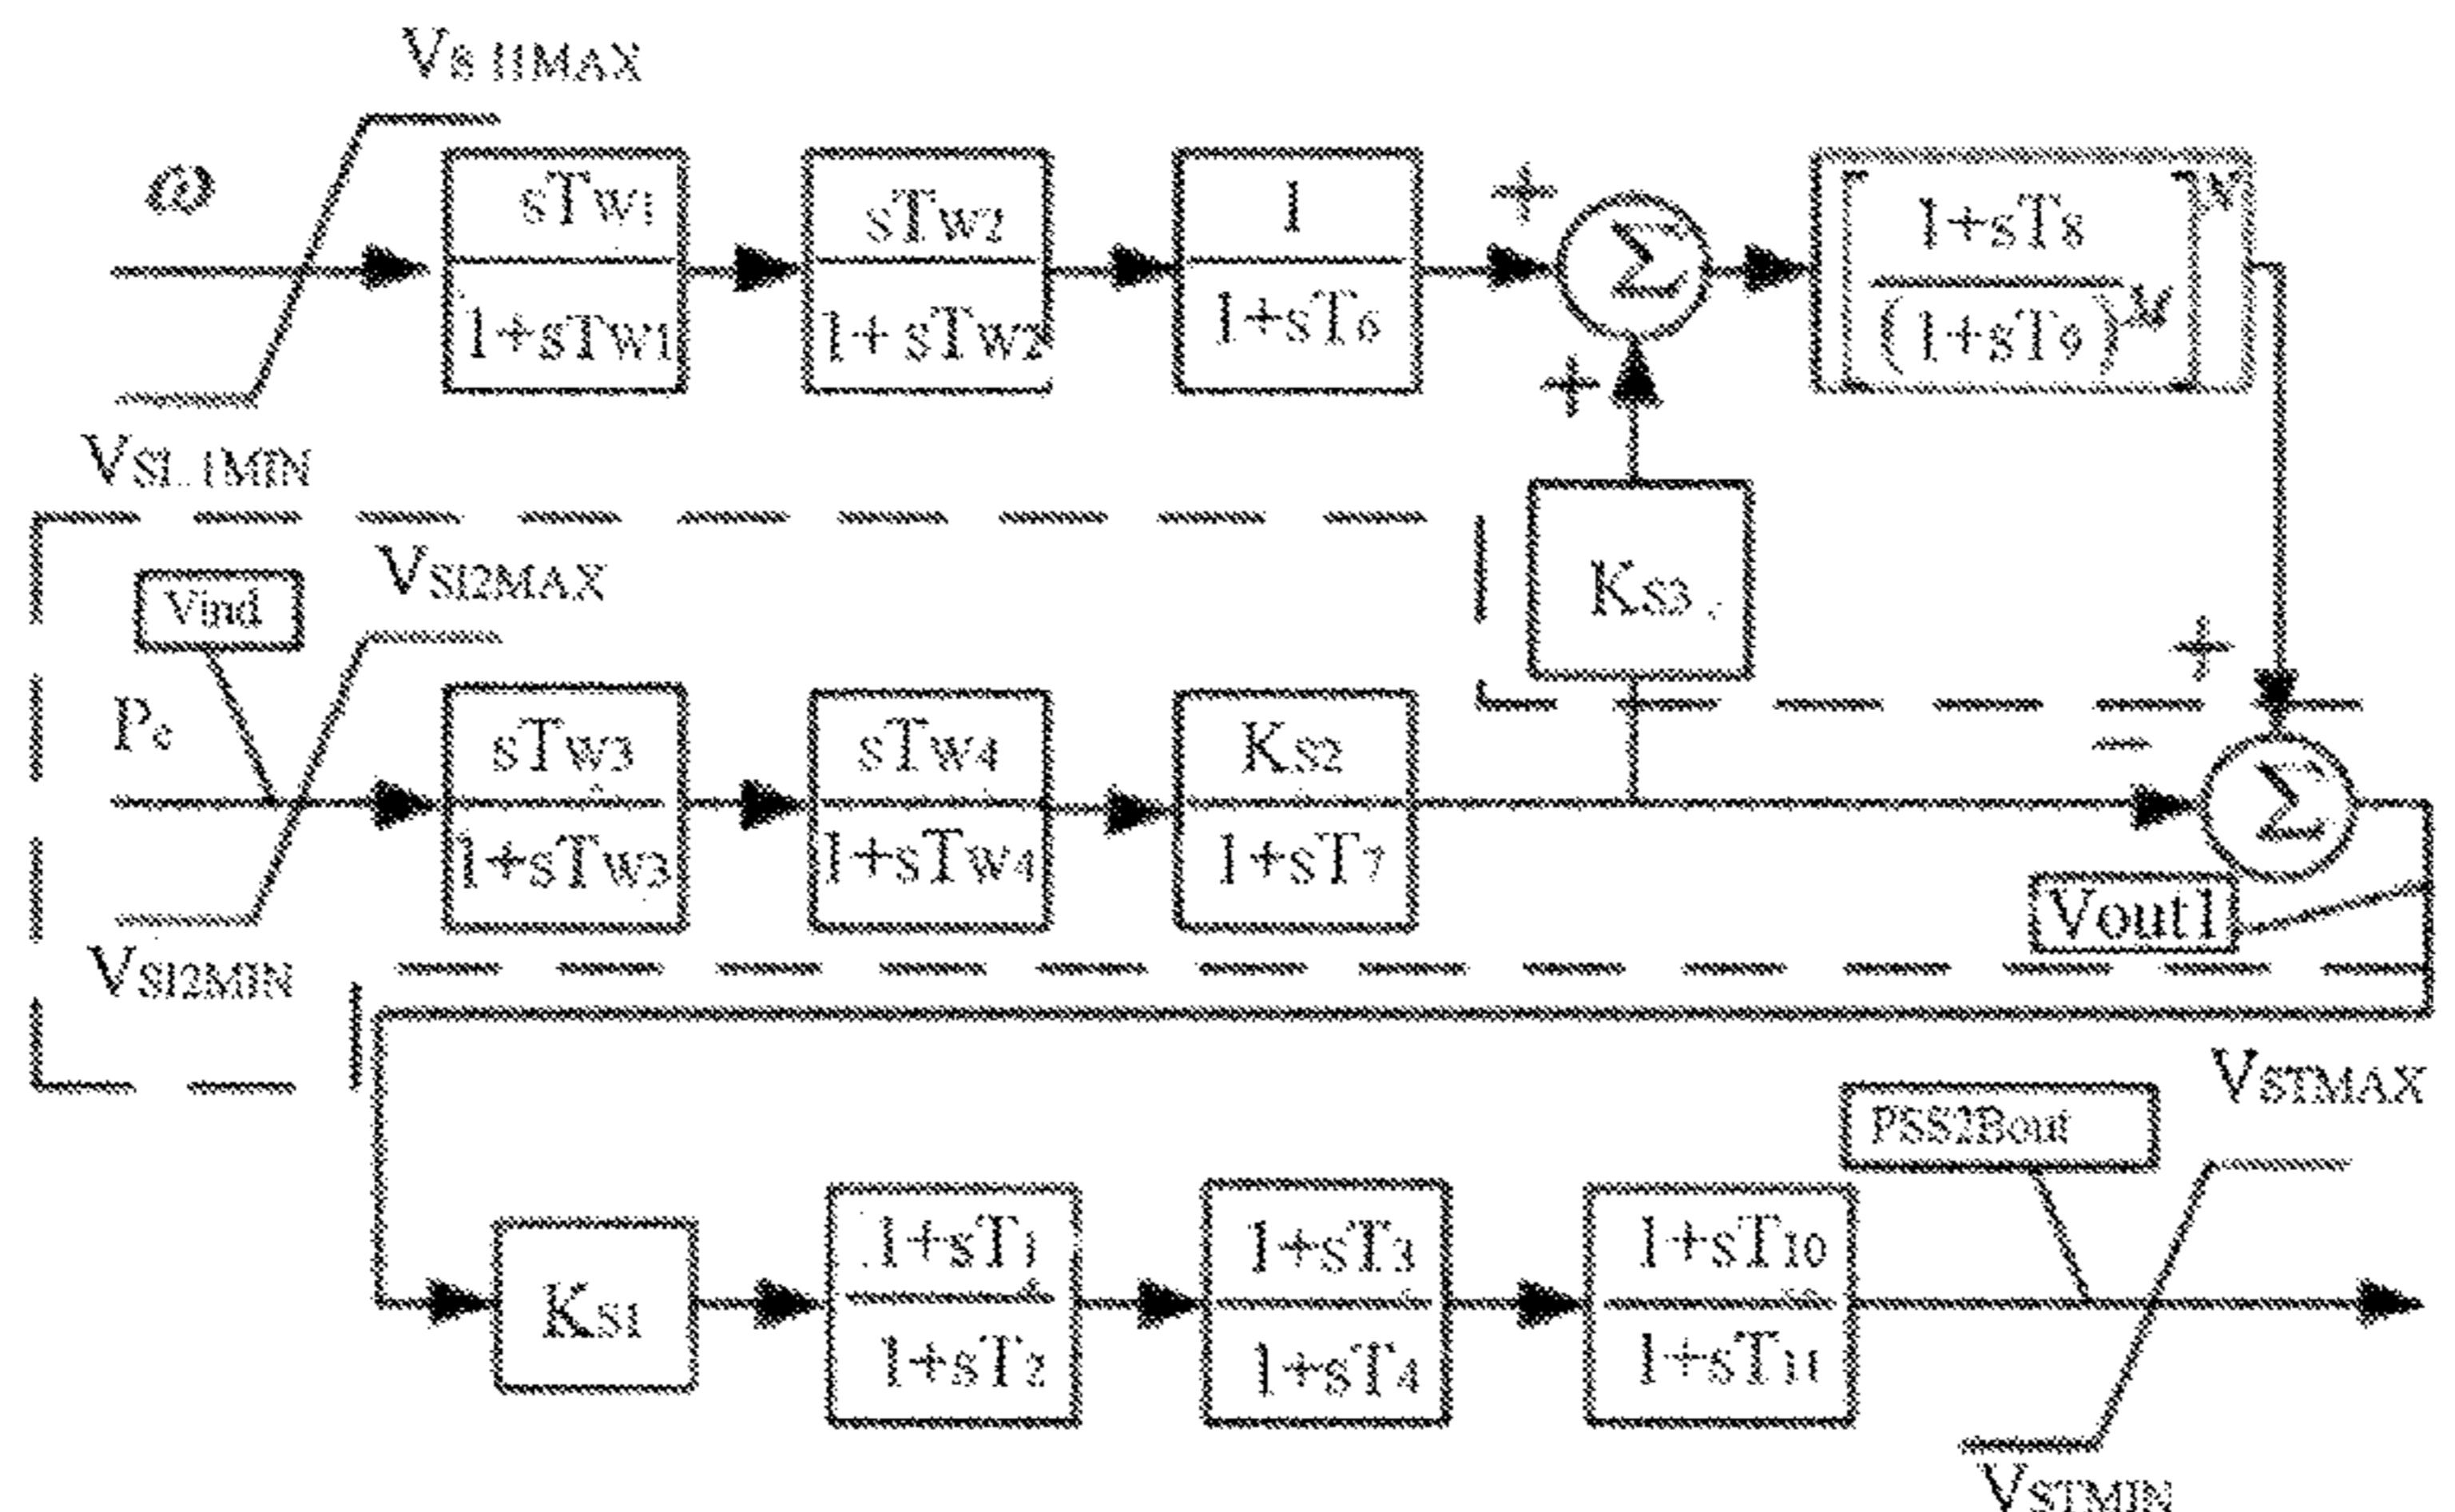 VSI1MAX
ω
sTW1
1+sTW1
sTW2
1+sTW2
1
1+sT6
+
Σ
+
1+sT8
(1+sT9)M
N
VSI.1MIN
Vind
VSI2MAX
KS3
Pe
sTW3
1+sTW3
sTW4
1+sTW4
KS2
1+sT7
+
−
Σ
Vout1
VSI2MIN
KS1
1+sT1
1+sT2
1+sT3
1+sT4
1+sT10
1+sT11
PSS2Bout
VSTMAX
VSTMIN